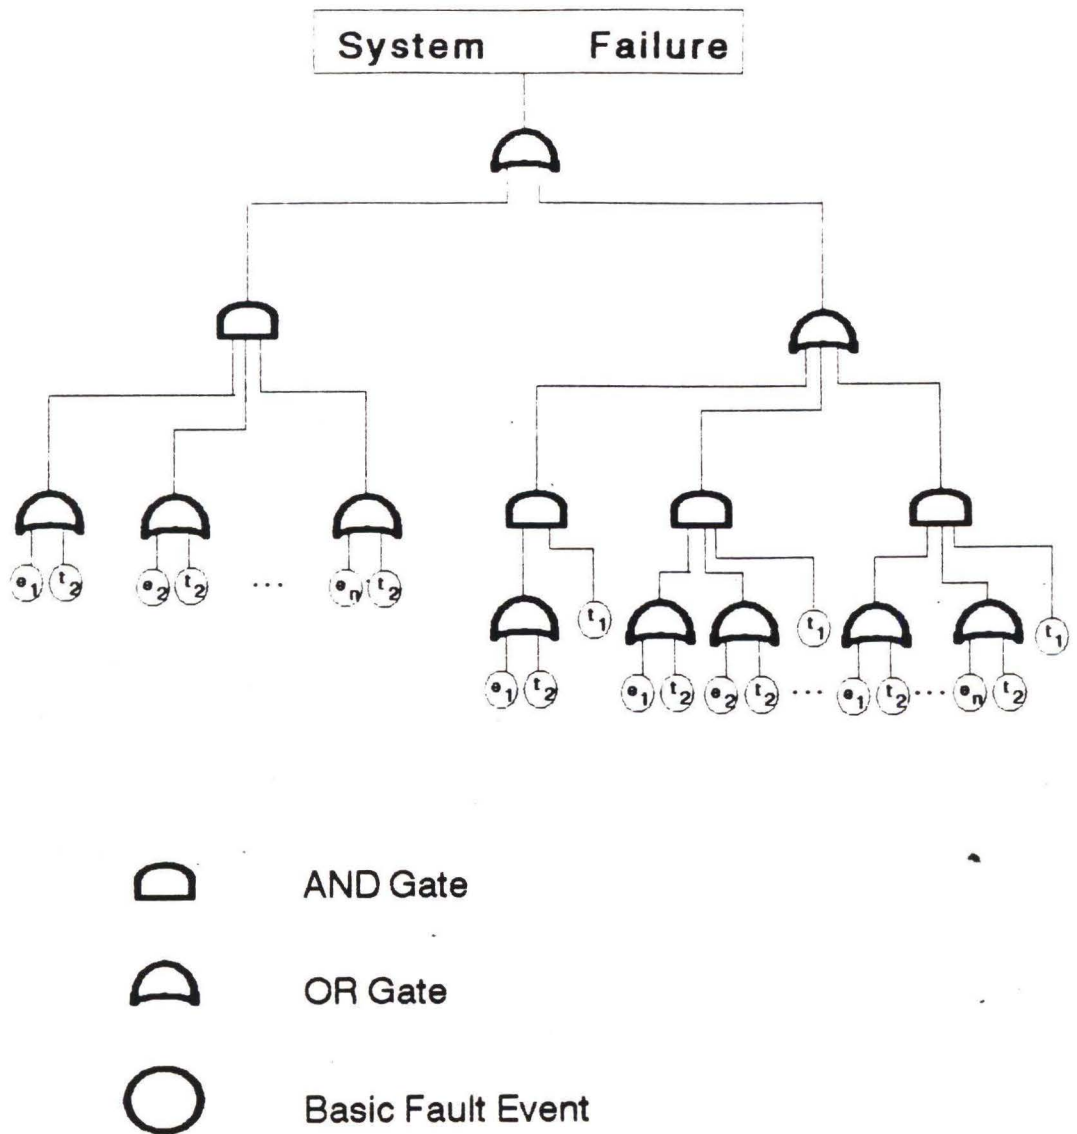 System Failure
e1 t2 e2 t2 ... en t2
t1 t1 t1
e1 t2 e1 t2 e2 t2 ... e1 t2 ... en t2
AND Gate
OR Gate
Basic Fault Event